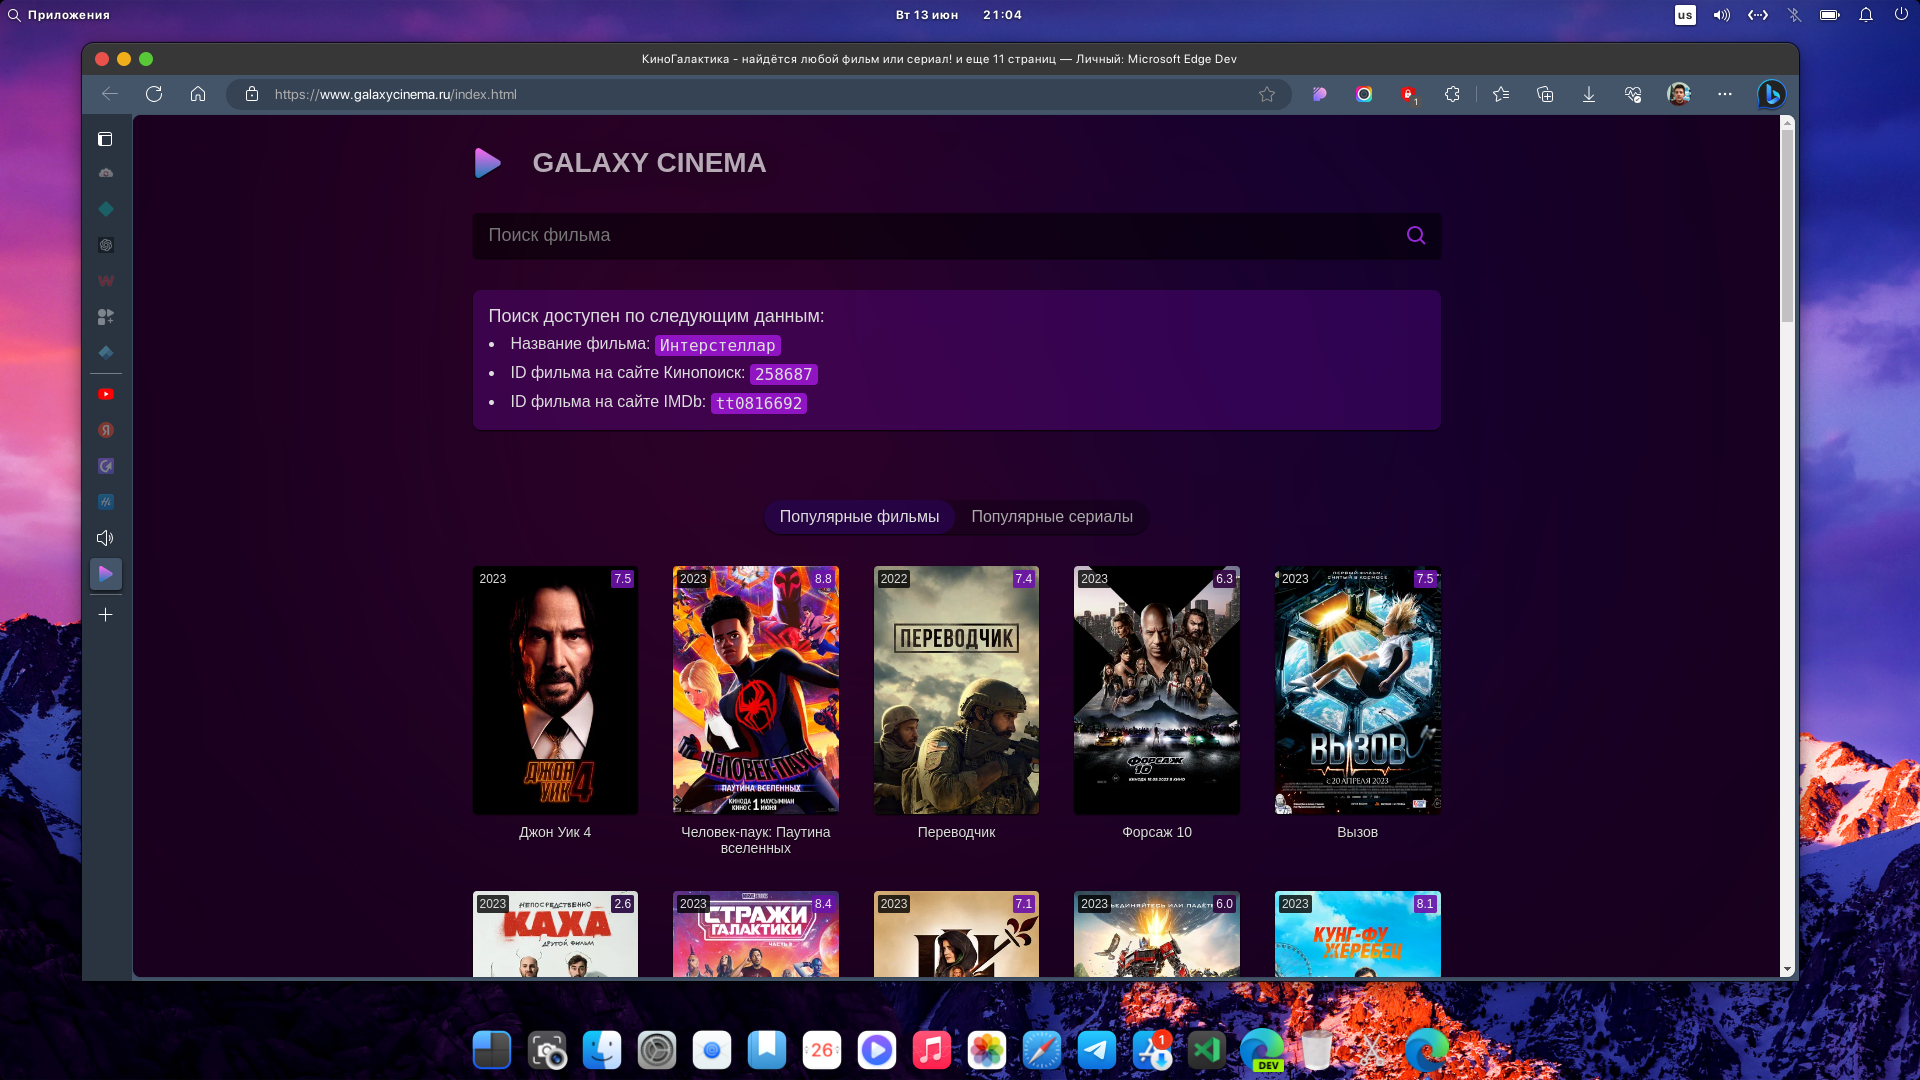 Приложения
Вт 13 июн 21:04
us
КиноГалактика - найдётся любой фильм или сериал! и еще 11 страниц — Личный: Microsoft Edge Dev
https://www.galaxycinema.ru/index.html
1
GALAXY CINEMA
Поиск фильма
Поиск доступен по следующим данным:
Название фильма: Интерстеллар
ID фильма на сайте Кинопоиск: 258687
ID фильма на сайте IMDb: tt0816692
Популярные фильмы
Популярные сериалы
2023 7.5
ДЖОН УИК 4
Джон Уик 4
2023 8.8
ЧЕЛОВЕК-ПАУК
ПАУТИНА ВСЕЛЕННЫХ
Человек-паук: Паутина
вселенных
2022 7.4
ПЕРЕВОДЧИК
Переводчик
2023 6.3
ФОРСАЖ
10
Форсаж 10
2023 7.5
ПЕРВЫЙ ФИЛЬМ,
СНЯТЫЙ В КОСМОСЕ
ВЫЗОВ
С 20 АПРЕЛЯ 2023
Вызов
2023 2.6
НЕПОСРЕДСТВЕННО
КАХА
ДРУГОЙ ФИЛЬМ
2023 8.4
СТРАЖИ
ГАЛАКТИКИ
ЧАСТЬ 3
2023 7.1
2023 6.0
2023 8.1
КУНГ-ФУ
ЖЕРЕБЕЦ
26
1
DEV